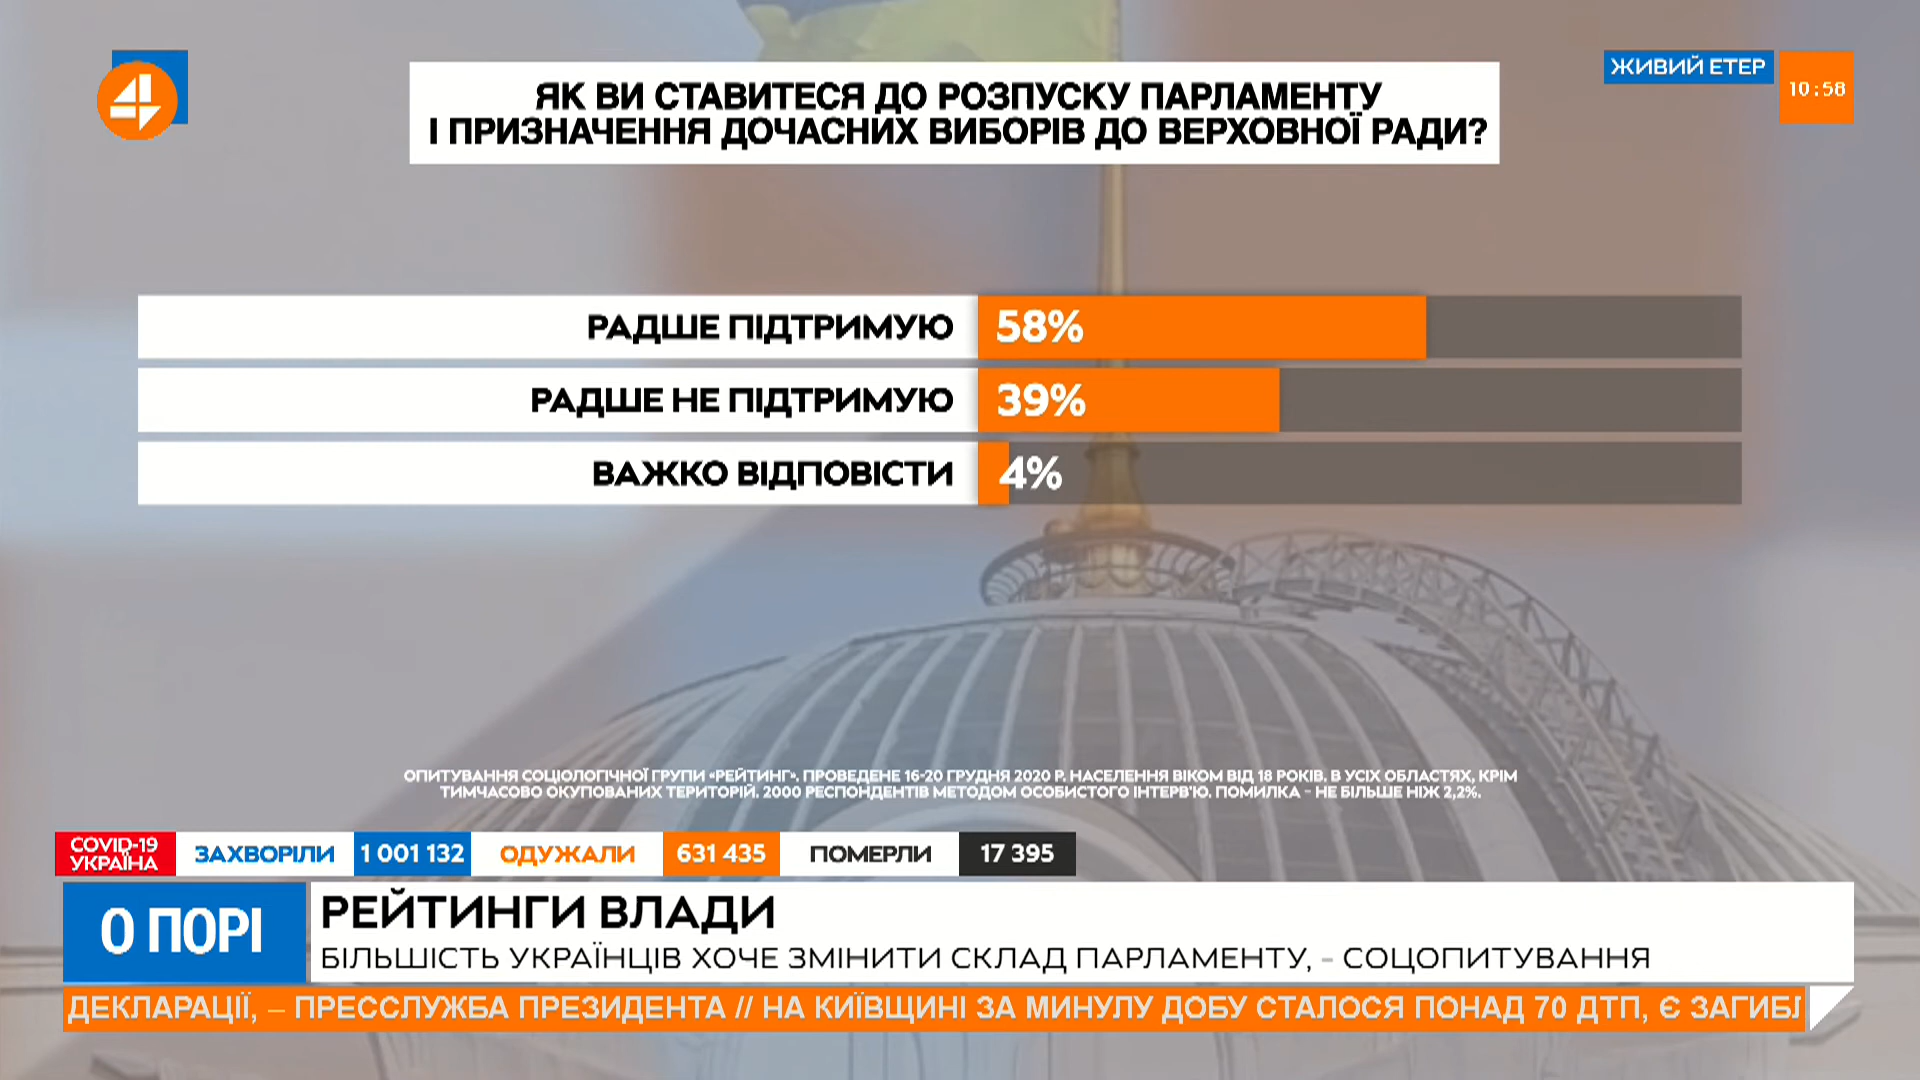 4
ЖИВИЙ ЕТЕР
10:58
ЯК ВИ СТАВИТЕСЯ ДО РОЗПУСКУ ПАРЛАМЕНТУ
І ПРИЗНАЧЕННЯ ДОЧАСНИХ ВИБОРІВ ДО ВЕРХОВНОЇ РАДИ?
РАДШЕ ПІДТРИМУЮ 58%
РАДШЕ НЕ ПІДТРИМУЮ 39%
ВАЖКО ВІДПОВІСТИ 4%
ОПИТУВАННЯ СОЦІОЛОГІЧНОЇ ГРУПИ «РЕЙТИНГ». ПРОВЕДЕНЕ 16-20 ГРУДНЯ 2020 Р. НАСЕЛЕННЯ ВІКОМ ВІД 18 РОКІВ. В УСІХ ОБЛАСТЯХ, КРІМ
ТИМЧАСОВО ОКУПОВАНИХ ТЕРИТОРІЙ. 2000 РЕСПОНДЕНТІВ МЕТОДОМ ОСОБИСТОГО ІНТЕРВ'Ю. ПОМИЛКА - НЕ БІЛЬШЕ НІЖ 2,2%.
COVID-19
УКРАЇНА
ЗАХВОРІЛИ 1 001 132 ОДУЖАЛИ 631 435 ПОМЕРЛИ 17 395
О ПОРІ
РЕЙТИНГИ ВЛАДИ
БІЛЬШІСТЬ УКРАЇНЦІВ ХОЧЕ ЗМІНИТИ СКЛАД ПАРЛАМЕНТУ, – СОЦОПИТУВАННЯ
ДЕКЛАРАЦІЇ, – ПРЕССЛУЖБА ПРЕЗИДЕНТА // НА КИЇВЩИНІ ЗА МИНУЛУ ДОБУ СТАЛОСЯ ПОНАД 70 ДТП, Є ЗАГИБЛ